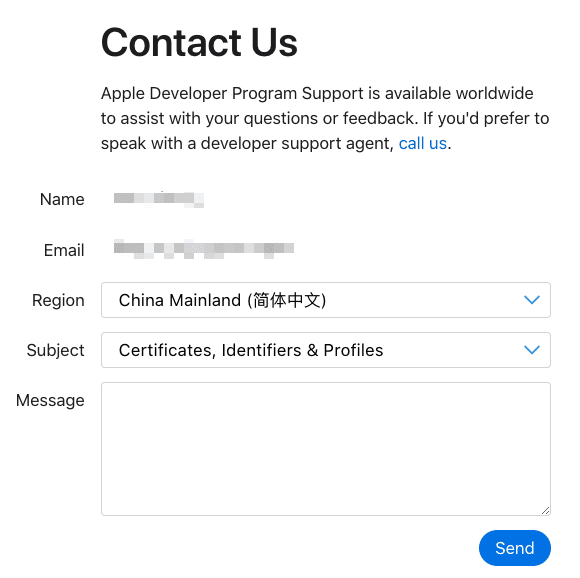 Contact Us
Apple Developer Program Support is available worldwide
to assist with your questions or feedback. If you'd prefer to
speak with a developer support agent, call us.
Name
Email
Region China Mainland (简体中文)
Subject Certificates, Identifiers & Profiles
Message
Send